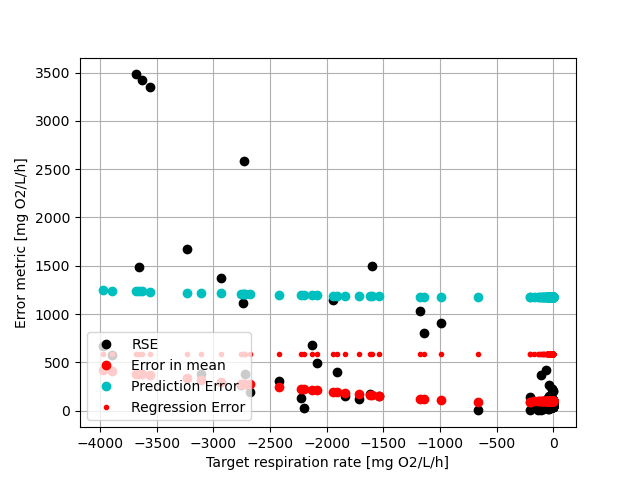 3500
3000
2500
2000
1500
1000
500
0
Error metric [mg O2/L/h]
RSE
Error in mean
Prediction Error
Regression Error
−4000 −3500 −3000 −2500 −2000 −1500 −1000 −500 0
Target respiration rate [mg O2/L/h]